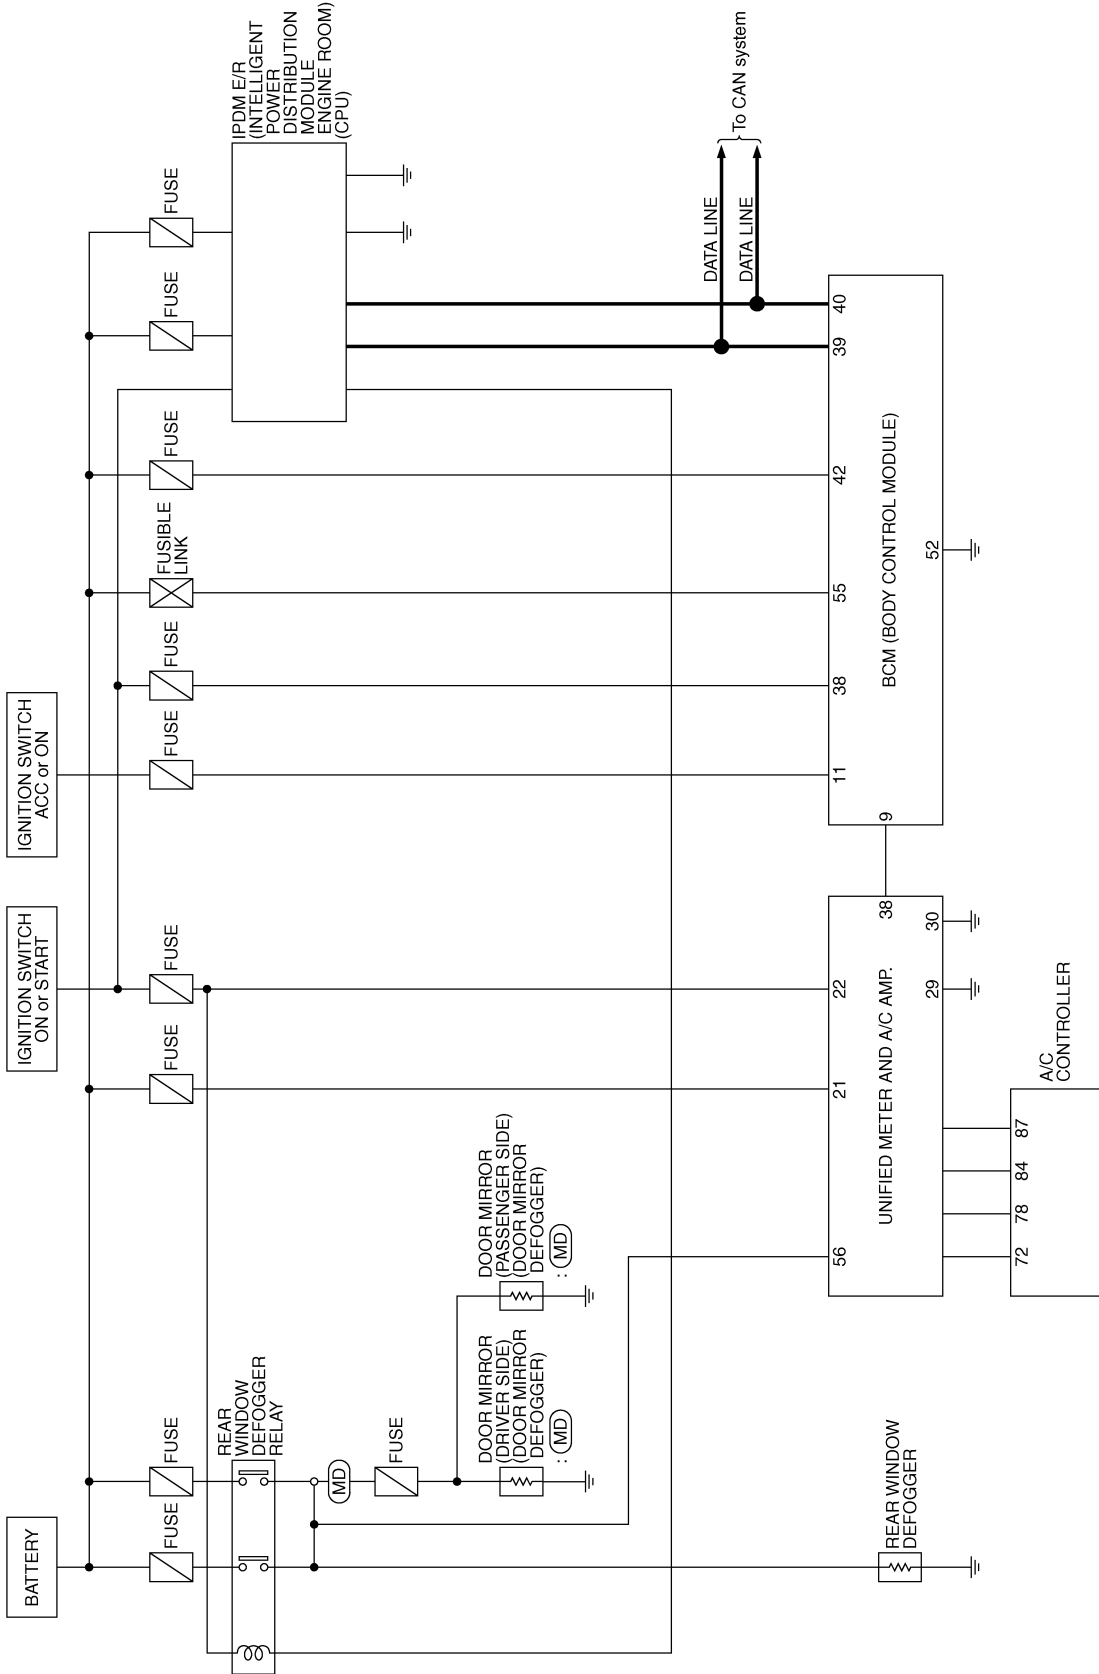 BATTERY
IGNITION SWITCH
ON or START
IGNITION SWITCH
ACC or ON
FUSE
FUSE
FUSE
FUSE
FUSE
FUSE
FUSIBLE
LINK
FUSE
FUSE
FUSE
REAR
WINDOW
DEFOGGER
RELAY
IPDM E/R
(INTELLIGENT
POWER
DISTRIBUTION
MODULE
ENGINE ROOM)
(CPU)
MD
FUSE
DOOR MIRROR
(DRIVER SIDE)
(DOOR MIRROR
DEFOGGER)
: MD
DOOR MIRROR
(PASSENGER SIDE)
(DOOR MIRROR
DEFOGGER)
: MD
DATA LINE
DATA LINE
To CAN system
56
21
22
38
UNIFIED METER AND A/C AMP.
29
30
9
11
38
55
42
39
40
BCM (BODY CONTROL MODULE)
52
REAR WINDOW
DEFOGGER
72
78
84
87
A/C
CONTROLLER